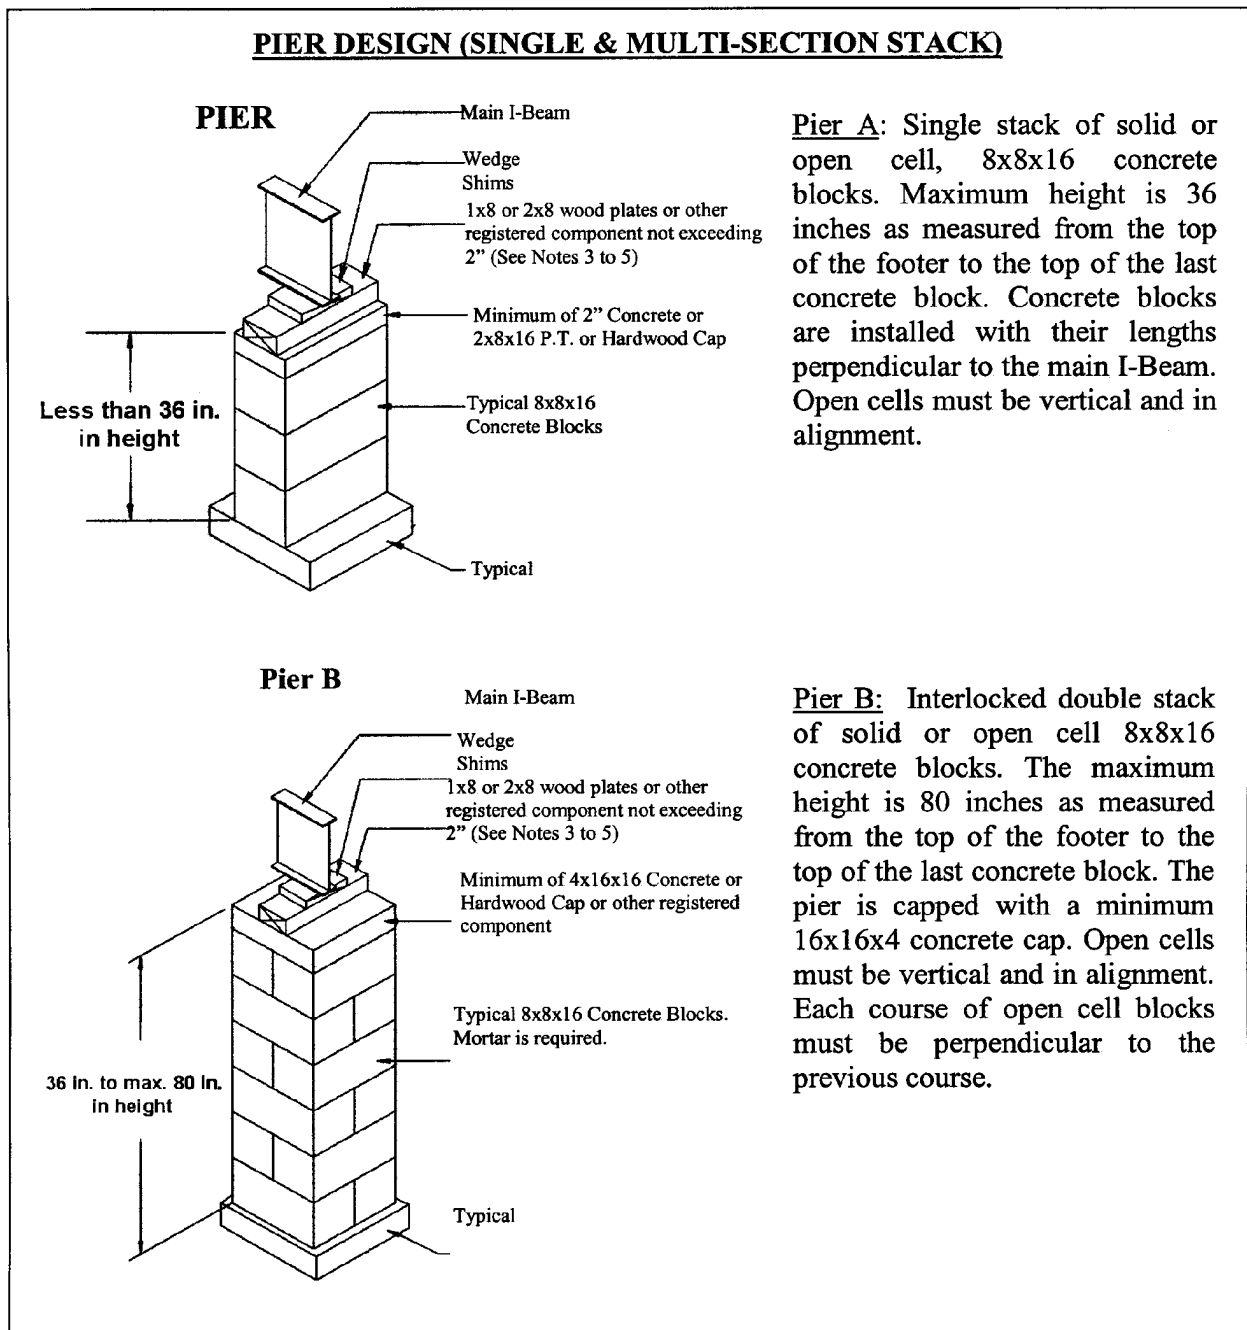 PIER DESIGN (SINGLE & MULTI-SECTION STACK)
PIER
Main I-Beam
Wedge
Shims
1x8 or 2x8 wood plates or other
registered component not exceeding
2” (See Notes 3 to 5)
Minimum of 2” Concrete or
2x8x16 P.T. or Hardwood Cap
Less than 36 in.
in height
Typical 8x8x16
Concrete Blocks
Typical
Pier A: Single stack of solid or
open cell, 8x8x16 concrete
blocks. Maximum height is 36
inches as measured from the top
of the footer to the top of the last
concrete block. Concrete blocks
are installed with their lengths
perpendicular to the main I-Beam.
Open cells must be vertical and in
alignment.
Pier B
Main I-Beam
Wedge
Shims
1x8 or 2x8 wood plates or other
registered component not exceeding
2” (See Notes 3 to 5)
Minimum of 4x16x16 Concrete or
Hardwood Cap or other registered
component
Typical 8x8x16 Concrete Blocks.
Mortar is required.
36 in. to max. 80 in.
in height
Typical
Pier B: Interlocked double stack
of solid or open cell 8x8x16
concrete blocks. The maximum
height is 80 inches as measured
from the top of the footer to the
top of the last concrete block. The
pier is capped with a minimum
16x16x4 concrete cap. Open cells
must be vertical and in alignment.
Each course of open cell blocks
must be perpendicular to the
previous course.